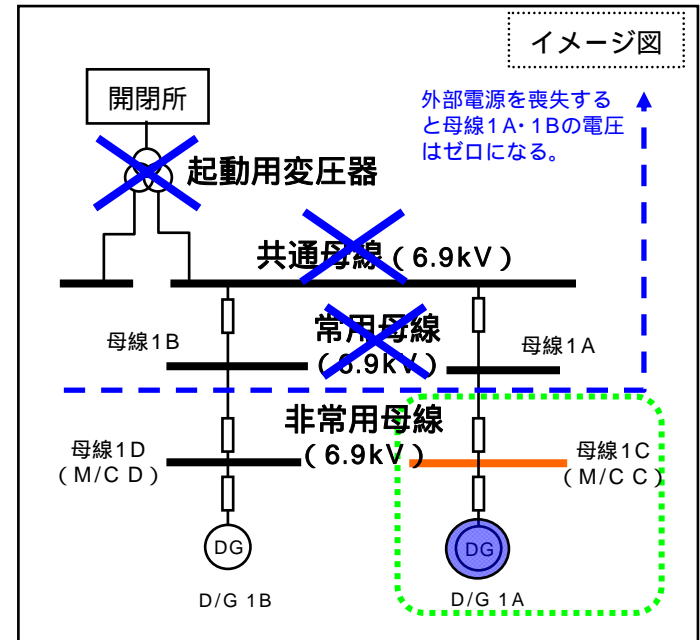 イメージ図
開閉所
外部電源を喪失する
と母線1A・1Bの電圧
はゼロになる。
起動用変圧器
共通母線(6.9kV)
母線1B
常用母線
(6.9kV)
母線1A
非常用母線
(6.9kV)
母線1D
(M/C D)
母線1C
(M/C C)
DG
DG
D/G 1B
D/G 1A